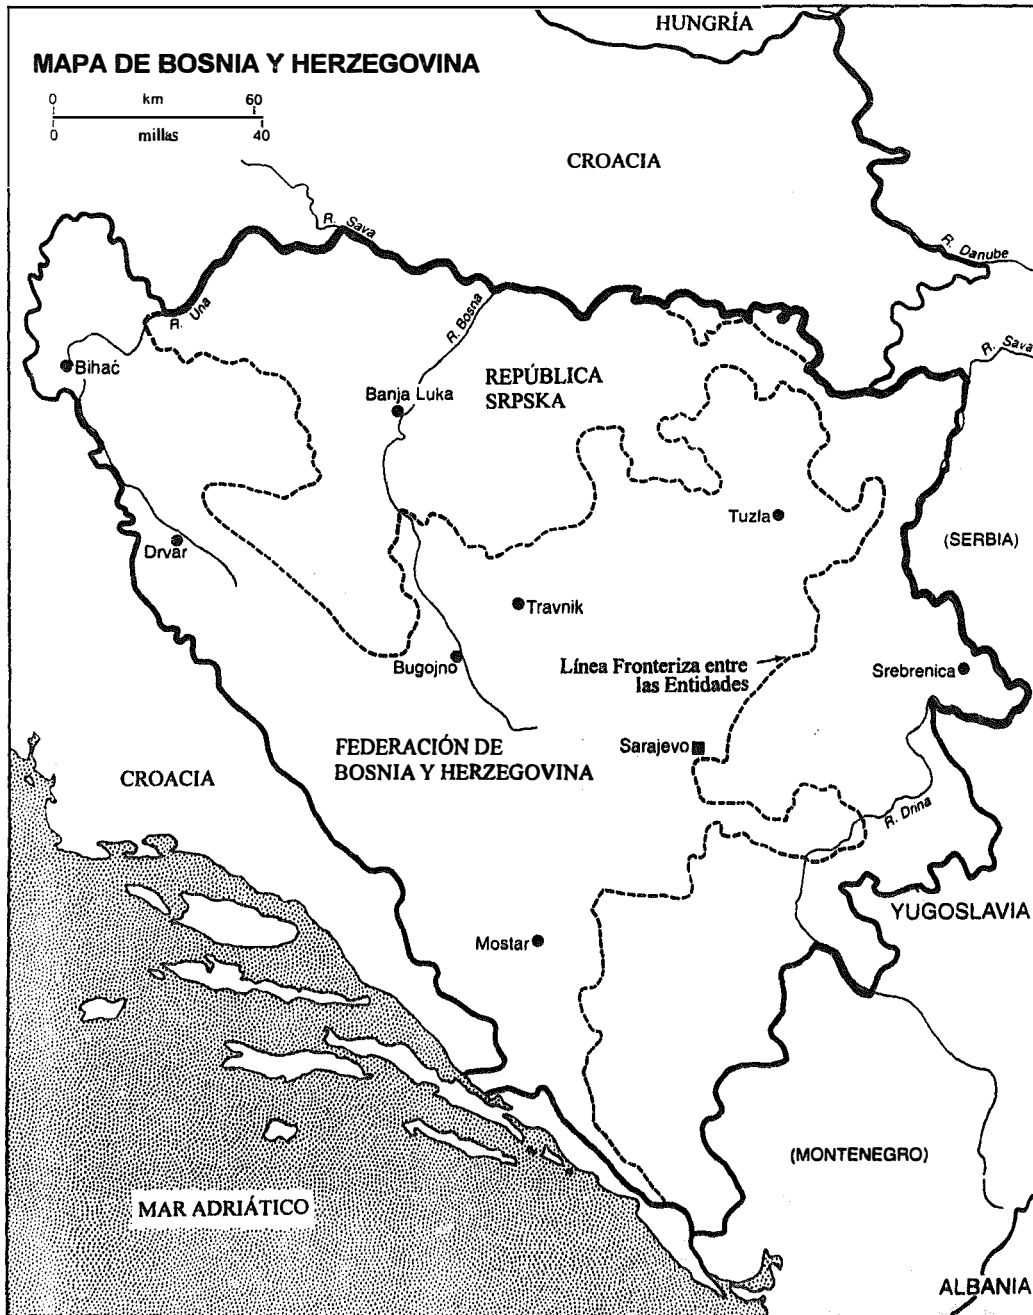 HUNGRÍA
MAPA DE BOSNIA Y HERZEGOVINA
0 km 60
0 millas 40
CROACIA
R. Sava
R. Danube
R. Una
R. Bosna
R. Sava
Bihać
REPÚBLICA
SRPSKA
Banja Luka
Tuzla
(SERBIA)
Drvar
Travnik
Bugojno
Línea Fronteriza entre
las Entidades
Srebrenica
Sarajevo
FEDERACIÓN DE
BOSNIA Y HERZEGOVINA
CROACIA
R. Drina
YUGOSLAVIA
Mostar
(MONTENEGRO)
MAR ADRIÁTICO
ALBANIA